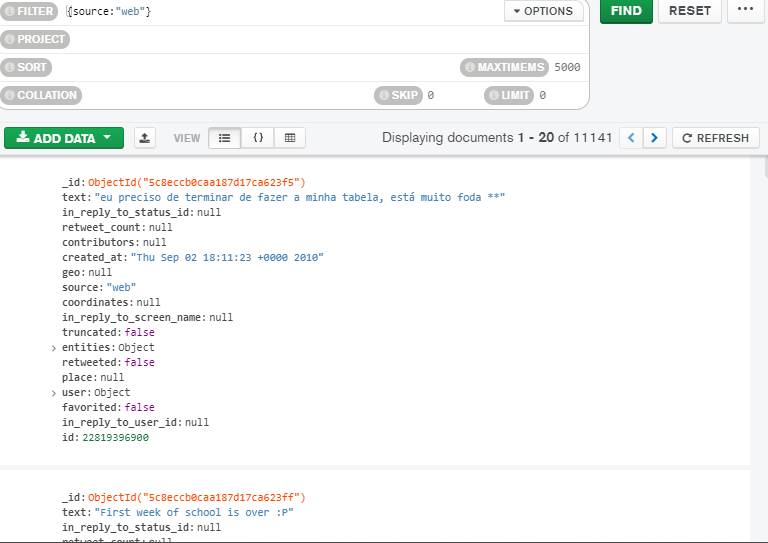 FILTER {source:"web"} OPTIONS FIND RESET ...
PROJECT
SORT MAXTIMEMS 5000
COLLATION SKIP 0 LIMIT 0
ADD DATA VIEW {} Displaying documents 1 - 20 of 11141 < > REFRESH
_id: ObjectId("5c8eccb0caa187d17ca623f5")
text: "eu preciso de terminar de fazer a minha tabela, está muito foda **"
in_reply_to_status_id: null
retweet_count: null
contributors: null
created_at: "Thu Sep 02 18:11:23 +0000 2010"
geo: null
source: "web"
coordinates: null
in_reply_to_screen_name: null
truncated: false
> entities: Object
retweeted: false
place: null
> user: Object
favorited: false
in_reply_to_user_id: null
id: 22819396900
_id: ObjectId("5c8eccb0caa187d17ca623ff")
text: "First week of school is over :P"
in_reply_to_status_id: null
retweet_count: null